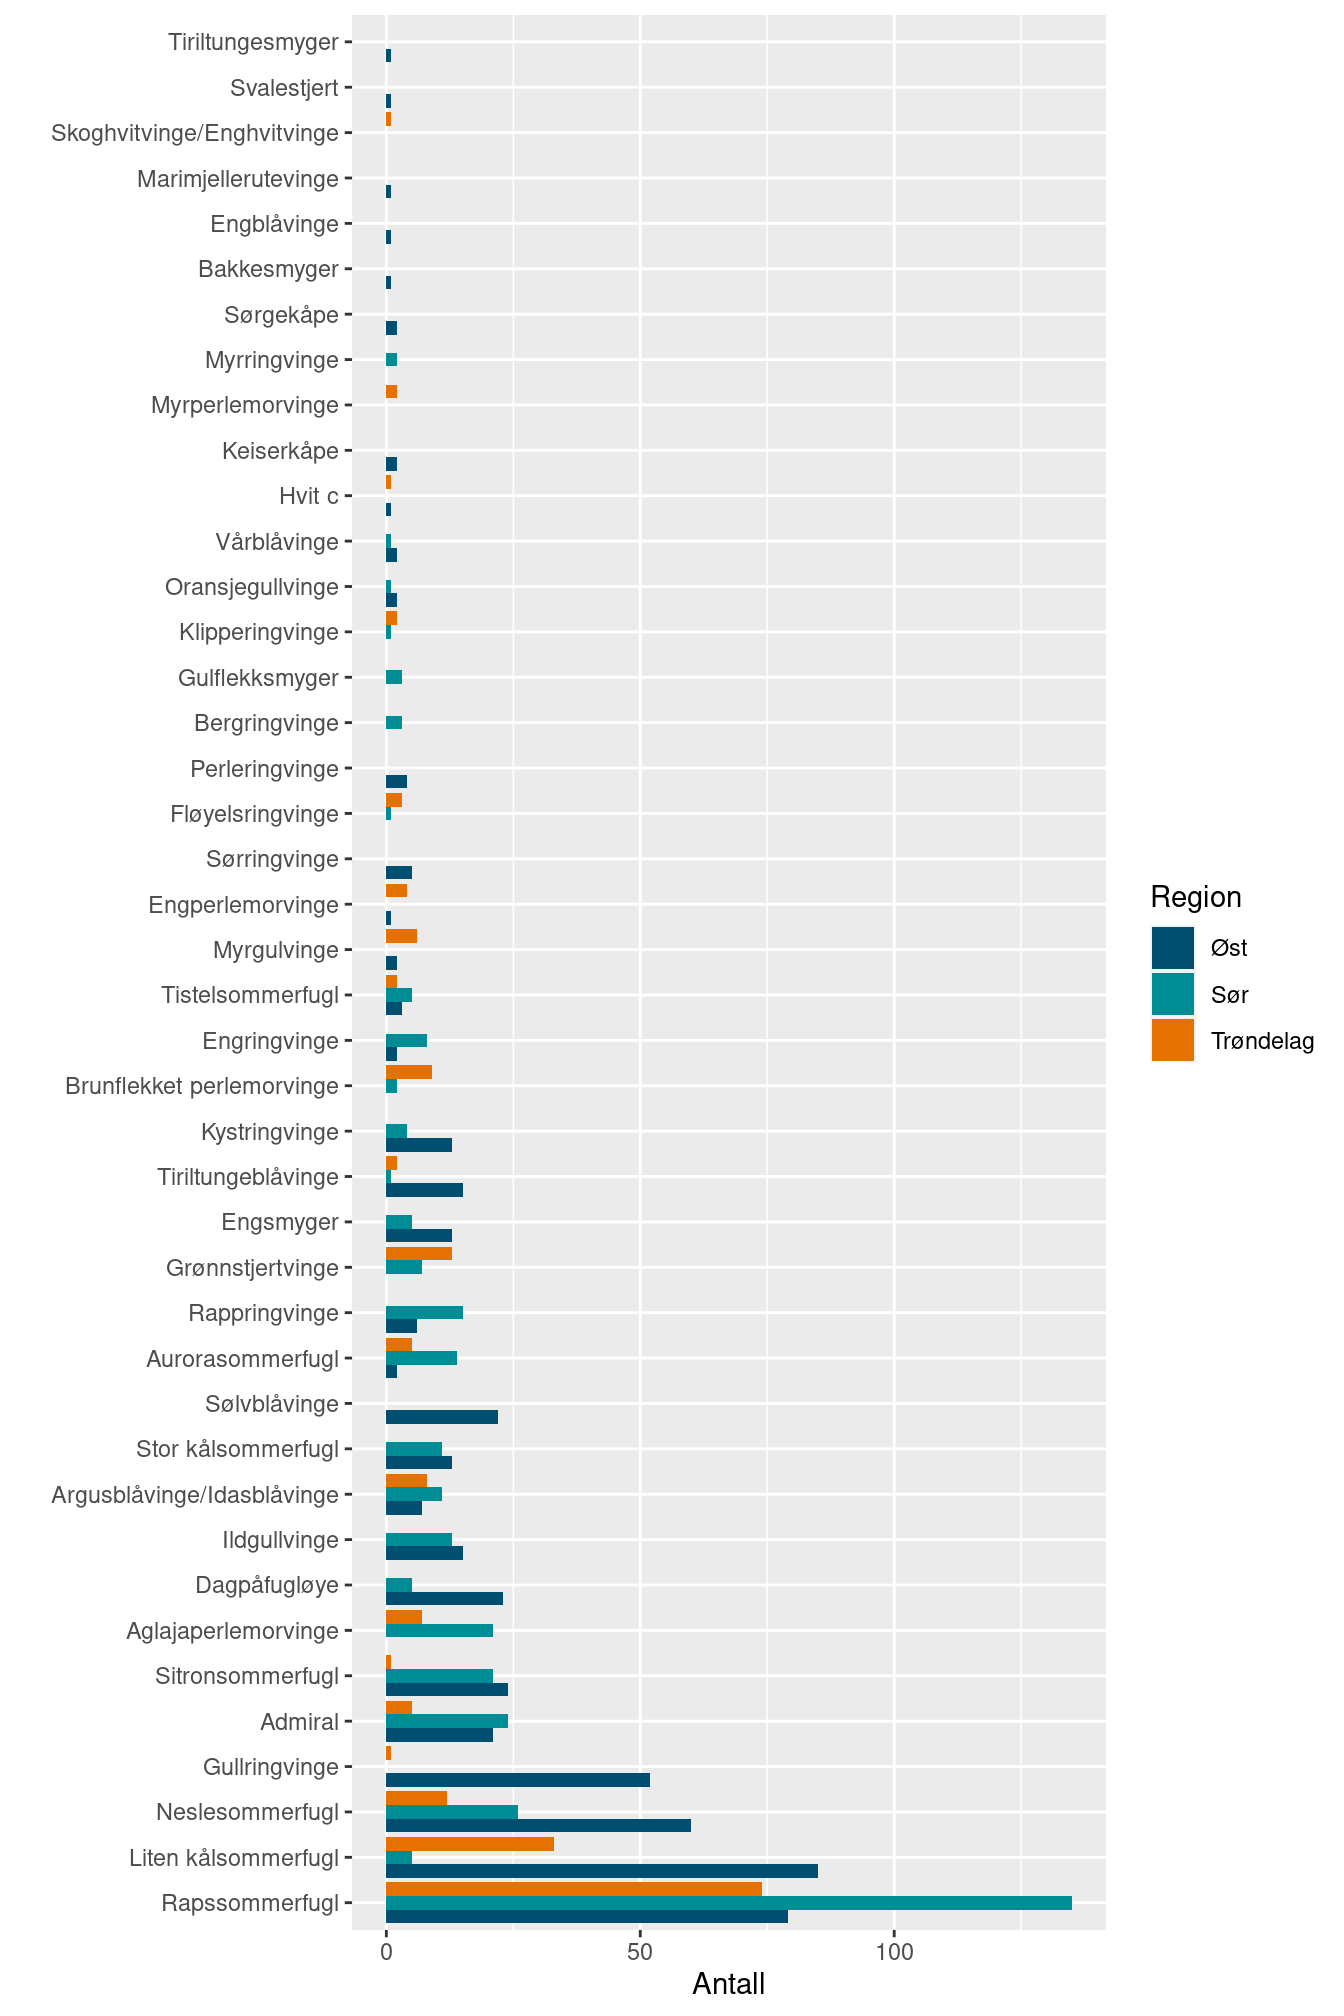 Tiriltungesmyger
Svalestjert
Skoghvitvinge/Enghvitvinge
Marimjellerutevinge
Engblåvinge
Bakkesmyger
Sørgekåpe
Myrringvinge
Myrperlemorvinge
Keiserkåpe
Hvit c
Vårblåvinge
Oransjegullvinge
Klipperingvinge
Gulflekksmyger
Bergringvinge
Perleringvinge
Fløyelsringvinge
Sørringvinge
Engperlemorvinge
Myrgulvinge
Tistelsommerfugl
Engringvinge
Brunflekket perlemorvinge
Kystringvinge
Tiriltungeblåvinge
Engsmyger
Grønnstjertvinge
Rappringvinge
Aurorasommerfugl
Sølvblåvinge
Stor kålsommerfugl
Argusblåvinge/Idasblåvinge
Ildgullvinge
Dagpåfugløye
Aglajaperlemorvinge
Sitronsommerfugl
Admiral
Gullringvinge
Neslesommerfugl
Liten kålsommerfugl
Rapssommerfugl
0 50 100
Antall
Region
Øst
Sør
Trøndelag